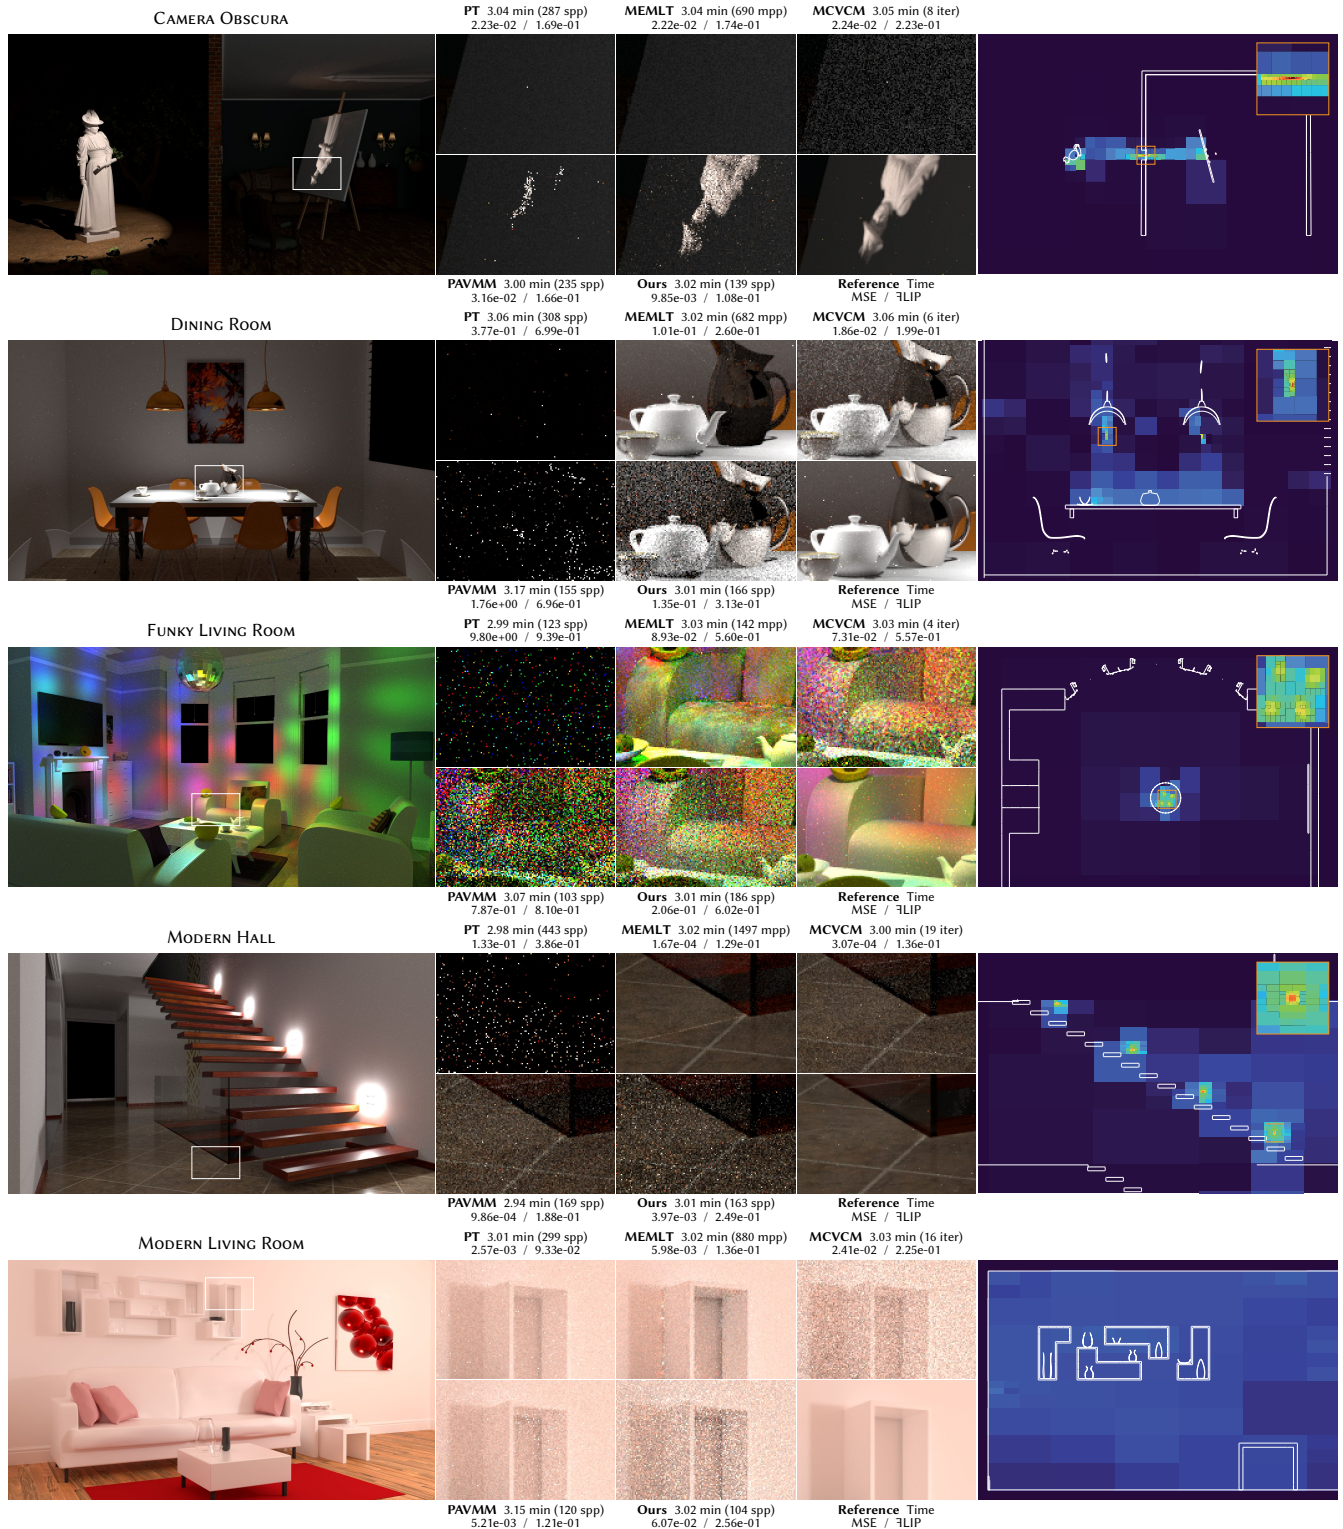 CAMERA OBSCURA
PT 3.04 min (287 spp)
2.23e-02 / 1.69e-01
MEMLT 3.04 min (690 mpp)
2.22e-02 / 1.74e-01
MCVCM 3.05 min (8 iter)
2.24e-02 / 2.23e-01
PAVMM 3.00 min (235 spp)
3.16e-02 / 1.66e-01
Ours 3.02 min (139 spp)
9.85e-03 / 1.08e-01
Reference Time
MSE / ꟻLIP
DINING ROOM
PT 3.06 min (308 spp)
3.77e-01 / 6.99e-01
MEMLT 3.02 min (682 mpp)
1.01e-01 / 2.60e-01
MCVCM 3.06 min (6 iter)
1.86e-02 / 1.99e-01
PAVMM 3.17 min (155 spp)
1.76e+00 / 6.96e-01
Ours 3.01 min (166 spp)
1.35e-01 / 3.13e-01
Reference Time
MSE / ꟻLIP
FUNKY LIVING ROOM
PT 2.99 min (123 spp)
9.80e+00 / 9.39e-01
MEMLT 3.03 min (142 mpp)
8.93e-02 / 5.60e-01
MCVCM 3.03 min (4 iter)
7.31e-02 / 5.57e-01
PAVMM 3.07 min (103 spp)
7.87e-01 / 8.10e-01
Ours 3.01 min (186 spp)
2.06e-01 / 6.02e-01
Reference Time
MSE / ꟻLIP
MODERN HALL
PT 2.98 min (443 spp)
1.33e-01 / 3.86e-01
MEMLT 3.02 min (1497 mpp)
1.67e-04 / 1.29e-01
MCVCM 3.00 min (19 iter)
3.07e-04 / 1.36e-01
PAVMM 2.94 min (169 spp)
9.86e-04 / 1.88e-01
Ours 3.01 min (163 spp)
3.97e-03 / 2.49e-01
Reference Time
MSE / ꟻLIP
MODERN LIVING ROOM
PT 3.01 min (299 spp)
2.57e-03 / 9.33e-02
MEMLT 3.02 min (880 mpp)
5.98e-03 / 1.36e-01
MCVCM 3.03 min (16 iter)
2.41e-02 / 2.25e-01
PAVMM 3.15 min (120 spp)
5.21e-03 / 1.21e-01
Ours 3.02 min (104 spp)
6.07e-02 / 2.56e-01
Reference Time
MSE / ꟻLIP